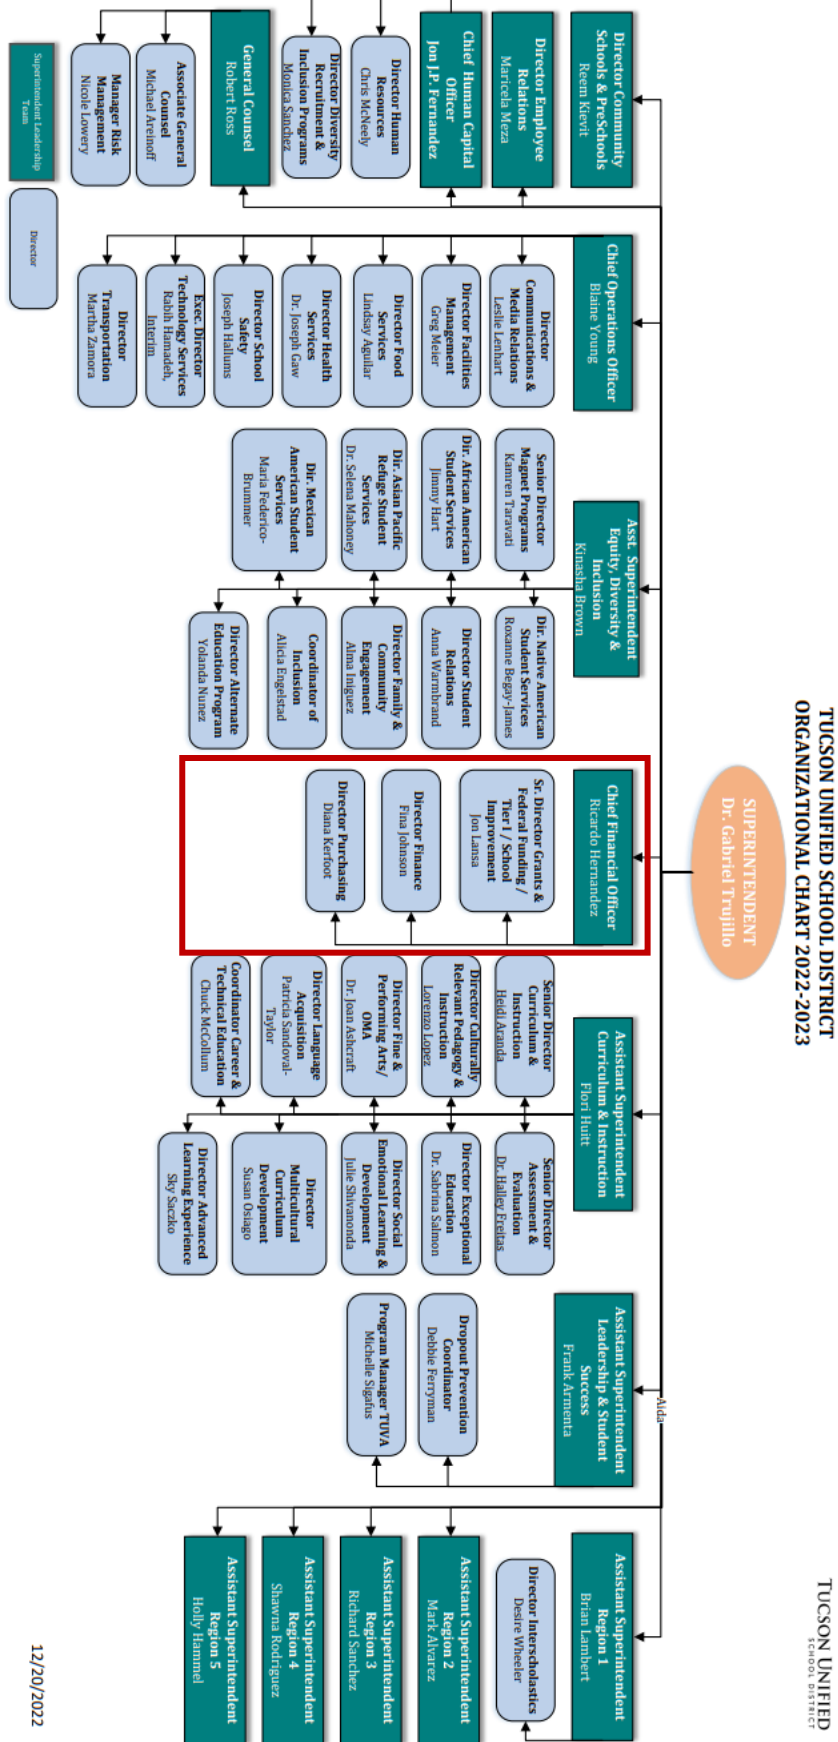 TUCSON UNIFIED SCHOOL DISTRICT
ORGANIZATIONAL CHART 2022-2023
TUCSON UNIFIED
SCHOOL DISTRICT
SUPERINTENDENT
Dr. Gabriel Trujillo
Director Community
Schools & PreSchools
Reem Kievit
Director Employee
Relations
Maricela Meza
Chief Human Capital
Officer
Jon J.P. Fernandez
Director Human
Resources
Chris McNeely
Director Diversity
Recruitment &
Inclusion Programs
Monica Sanchez
General Counsel
Robert Ross
Associate General
Counsel
Michael Areinoff
Manager Risk
Management
Nicole Lowery
Chief Operations Officer
Blaine Young
Director
Communications &
Media Relations
Leslie Lenhart
Director Facilities
Management
Greg Meier
Director Food
Services
Lindsay Aguilar
Director Health
Services
Dr. Joseph Gaw
Director School
Safety
Joseph Hallums
Exec. Director
Technology Services
Rabih Hamadeh,
Interim
Director
Transportation
Martha Zamora
Asst. Superintendent
Equity, Diversity &
Inclusion
Kinasha Brown
Senior Director
Magnet Programs
Kamren Taravati
Dir. African American
Student Services
Jimmy Hart
Dir. Asian Pacific
Refuge Student
Services
Dr. Selena Mahoney
Dir. Mexican
American Student
Services
Maria Federico-
Brummer
Dir. Native American
Student Services
Roxanne Begay-James
Director Student
Relations
Anna Warmbrand
Director Family &
Community
Engagement
Alma Iniguez
Coordinator of
Inclusion
Alicia Engelstad
Director Alternate
Education Program
Yolanda Nunez
Chief Financial Officer
Ricardo Hernandez
Sr. Director Grants &
Federal Funding /
Tier I / School
Improvement
Jon Lansa
Director Finance
Fina Johnson
Director Purchasing
Diana Kerfoot
Assistant Superintendent
Curriculum & Instruction
Flori Huitt
Senior Director
Curriculum &
Instruction
Heidi Aranda
Director Culturally
Relevant Pedagogy &
Instruction
Lorenzo Lopez
Director Fine &
Performing Arts/
OMA
Dr. Joan Ashcraft
Director Language
Acquisition
Patricia Sandoval-
Taylor
Coordinator Career &
Technical Education
Chuck McCollum
Senior Director
Assessment &
Evaluation
Dr. Halley Freitas
Director Exceptional
Education
Dr. Sabrina Salmon
Director Social
Emotional Learning &
Development
Julie Shivanonda
Director
Multicultural
Curriculum
Development
Susan Osiago
Director Advanced
Learning Experience
Sky Saczko
Assistant Superintendent
Leadership & Student
Success
Frank Armenta
Aida
Dropout Prevention
Coordinator
Debbie Ferryman
Program Manager TUVA
Michelle Sigafus
Assistant Superintendent
Region 1
Brian Lambert
Director Interscholastics
Desire Wheeler
Assistant Superintendent
Region 2
Mark Alvarez
Assistant Superintendent
Region 3
Richard Sanchez
Assistant Superintendent
Region 4
Shawna Rodriguez
Assistant Superintendent
Region 5
Holly Hammel
Superintendent Leadership
Team
Director
12/20/2022